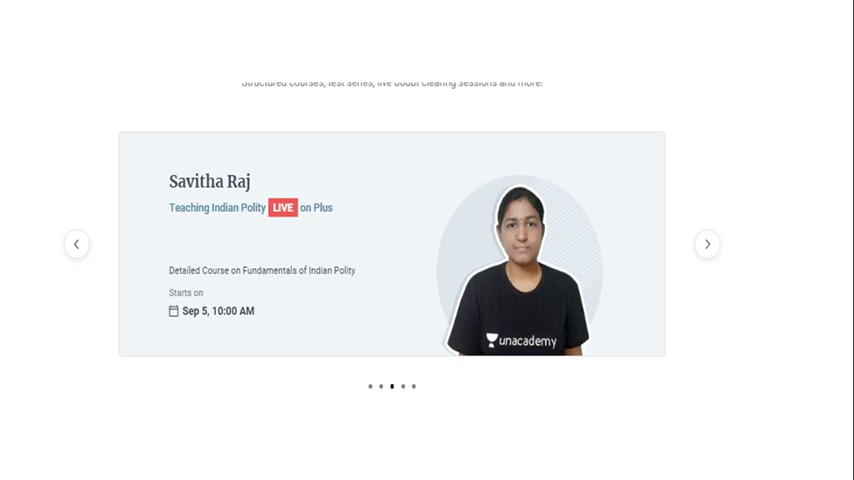 Structured courses, test series, live doubt clearing sessions and more!
Savitha Raj
Teaching Indian Polity LIVE on Plus
Detailed Course on Fundamentals of Indian Polity
Starts on
Sep 5, 10:00 AM
unacademy